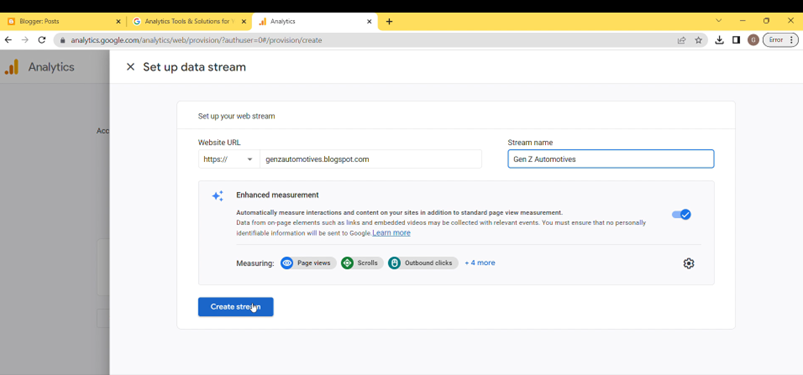 Blogger: Posts
Analytics Tools & Solutions for
Analytics
analytics.google.com/analytics/web/provision/?authuser=0#/provision/create
G
Error
Analytics
Set up data stream
Acc
Set up your web stream
Website URL
Stream name
https://
genzautomotives.blogspot.com
Gen Z Automotives
Enhanced measurement
Automatically measure interactions and content on your sites in addition to standard page view measurement.
Data from on-page elements such as links and embedded videos may be collected with relevant events. You must ensure that no personally
identifiable information will be sent to Google. Learn more
Measuring: Page views Scrolls Outbound clicks + 4 more
Create stream